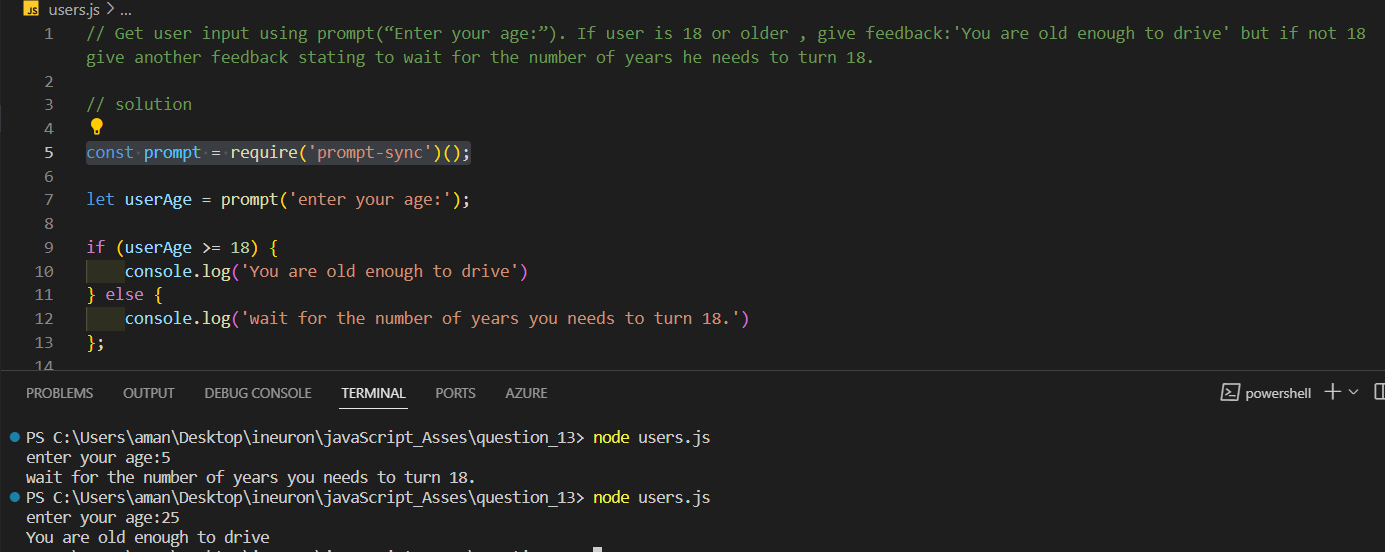 JS users.js > ...
1 // Get user input using prompt(“Enter your age:”). If user is 18 or older , give feedback:'You are old enough to drive' but if not 18
give another feedback stating to wait for the number of years he needs to turn 18.
2
3 // solution
4
5 const prompt = require('prompt-sync')();
6
7 let userAge = prompt('enter your age:');
8
9 if (userAge >= 18) {
10 console.log('You are old enough to drive')
11 } else {
12 console.log('wait for the number of years you needs to turn 18.')
13 };
14
PROBLEMS OUTPUT DEBUG CONSOLE TERMINAL PORTS AZURE powershell
PS C:\Users\aman\Desktop\ineuron\javaScript_Asses\question_13> node users.js
enter your age:5
wait for the number of years you needs to turn 18.
PS C:\Users\aman\Desktop\ineuron\javaScript_Asses\question_13> node users.js
enter your age:25
You are old enough to drive